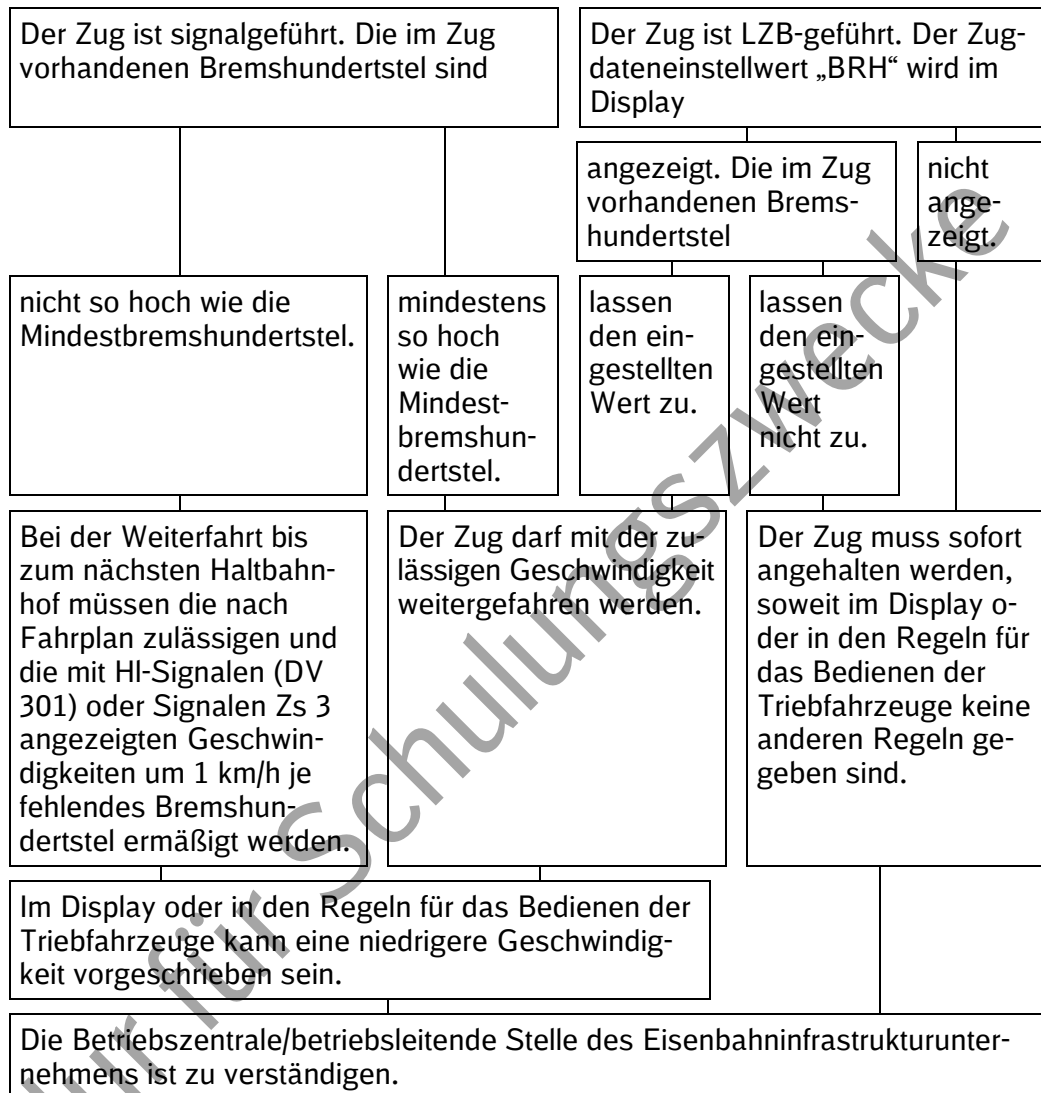 Der Zug ist signalgeführt. Die im Zug
vorhandenen Bremshundertstel sind
Der Zug ist LZB-geführt. Der Zug-
dateneinstellwert „BRH“ wird im
Display
angezeigt. Die im Zug
vorhandenen Brems-
hundertstel
nicht
ange-
zeigt.
nicht so hoch wie die
Mindestbremshundertstel.
mindestens
so hoch
wie die
Mindest-
bremshun-
dertstel.
lassen
den ein-
gestellten
Wert zu.
lassen
den ein-
gestellten
Wert
nicht zu.
Bei der Weiterfahrt bis
zum nächsten Haltbahn-
hof müssen die nach
Fahrplan zulässigen und
die mit Hl-Signalen (DV
301) oder Signalen Zs 3
angezeigten Geschwin-
digkeiten um 1 km/h je
fehlendes Bremshun-
dertstel ermäßigt werden.
Der Zug darf mit der zu-
lässigen Geschwindigkeit
weitergefahren werden.
Der Zug muss sofort
angehalten werden,
soweit im Display o-
der in den Regeln für
das Bedienen der
Triebfahrzeuge keine
anderen Regeln ge-
geben sind.
Im Display oder in den Regeln für das Bedienen der
Triebfahrzeuge kann eine niedrigere Geschwindig-
keit vorgeschrieben sein.
Die Betriebszentrale/betriebsleitende Stelle des Eisenbahninfrastrukturunter-
nehmens ist zu verständigen.
für Schulungszwecke